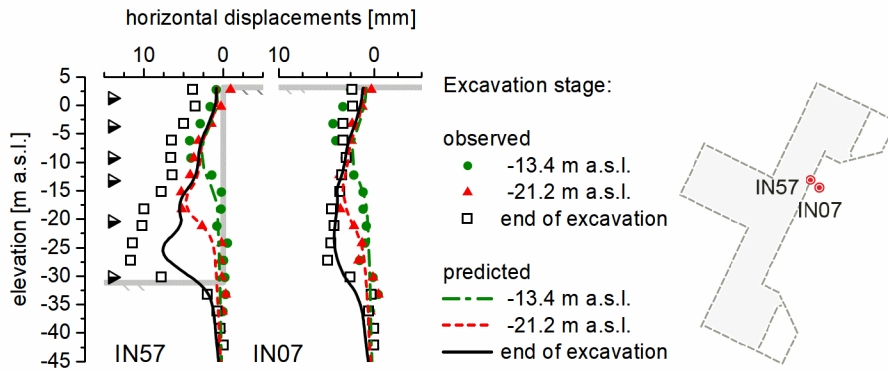 horizontal displacements [mm]
10 0 10 0
5
0
-5
-10
-15
-20
-25
-30
-35
-40
-45
elevation [m a.s.l.]
IN57 IN07
Excavation stage:
observed
-13.4 m a.s.l.
-21.2 m a.s.l.
end of excavation
predicted
-13.4 m a.s.l.
-21.2 m a.s.l.
end of excavation
IN57
IN07